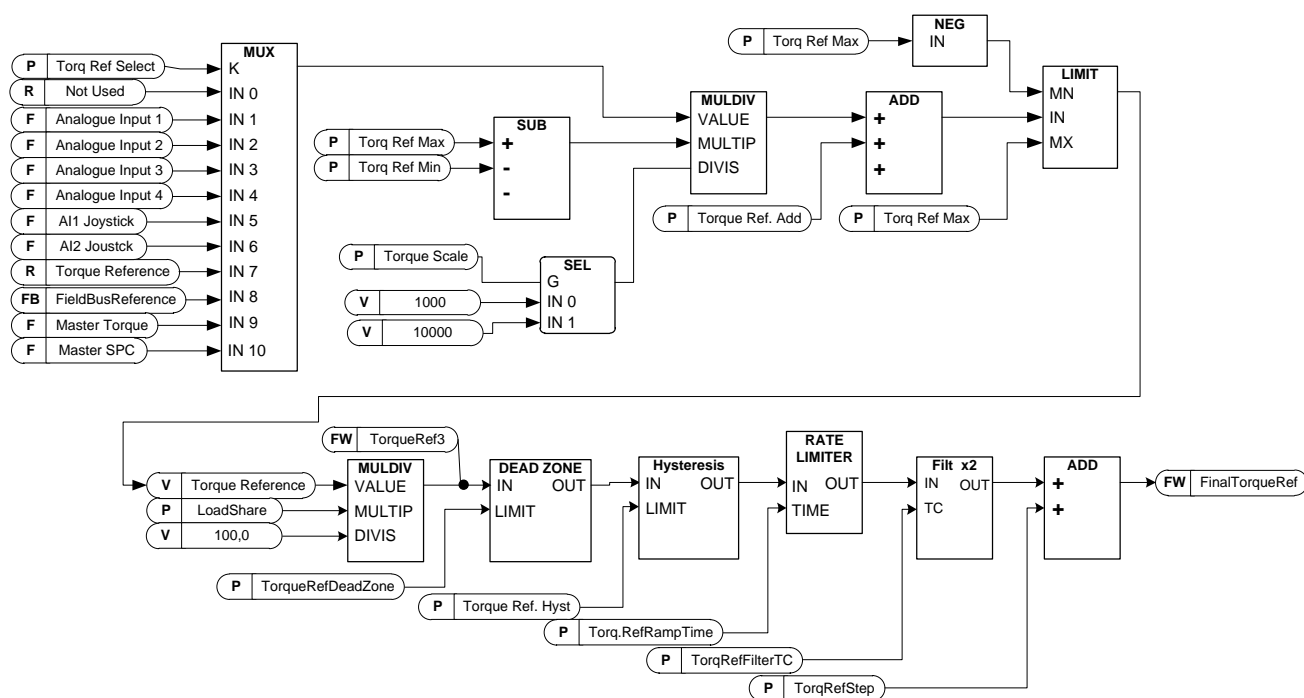 NEG
P Torq Ref Max
IN
MUX
P Torq Ref Select
K
R Not Used
IN 0
F Analogue Input 1
IN 1
F Analogue Input 2
IN 2
F Analogue Input 3
IN 3
F Analogue Input 4
IN 4
F AI1 Joystick
IN 5
F AI2 Joustck
IN 6
R Torque Reference
IN 7
FB FieldBusReference
IN 8
F Master Torque
IN 9
F Master SPC
IN 10
SUB
P Torq Ref Max
+
P Torq Ref Min
-
-
MULDIV
VALUE
MULTIP
DIVIS
ADD
+
+
+
P Torque Ref. Add
P Torq Ref Max
LIMIT
MN
IN
MX
P Torque Scale
SEL
G
V 1000
IN 0
V 10000
IN 1
FW TorqueRef3
V Torque Reference
P LoadShare
V 100,0
MULDIV
VALUE
MULTIP
DIVIS
DEAD ZONE
IN OUT
LIMIT
Hysteresis
IN OUT
LIMIT
RATE
LIMITER
IN OUT
TIME
Filt x2
IN OUT
TC
ADD
+
+
FW FinalTorqueRef
P TorqueRefDeadZone
P Torque Ref. Hyst
P Torq.RefRampTime
P TorqRefFilterTC
P TorqRefStep